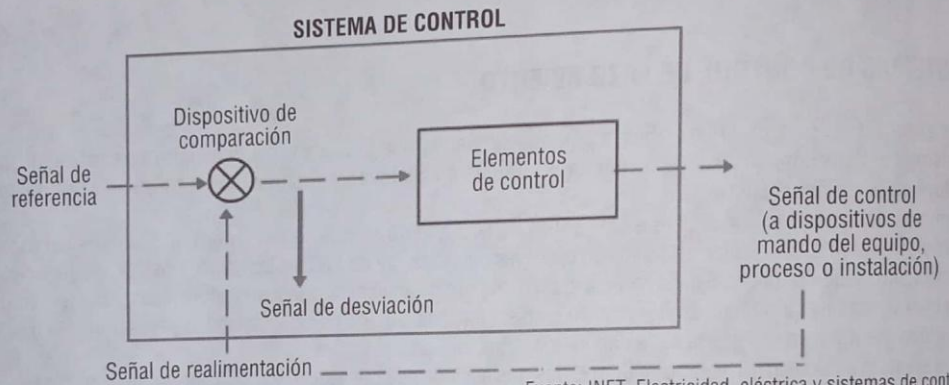 SISTEMA DE CONTROL
Dispositivo de
comparación
Señal de
referencia
Elementos
de control
Señal de control
(a dispositivos de
mando del equipo,
proceso o instalación)
Señal de desviación
Señal de realimentación
Fuente: INET, Electricidad, eléctrica y sistemas de cont